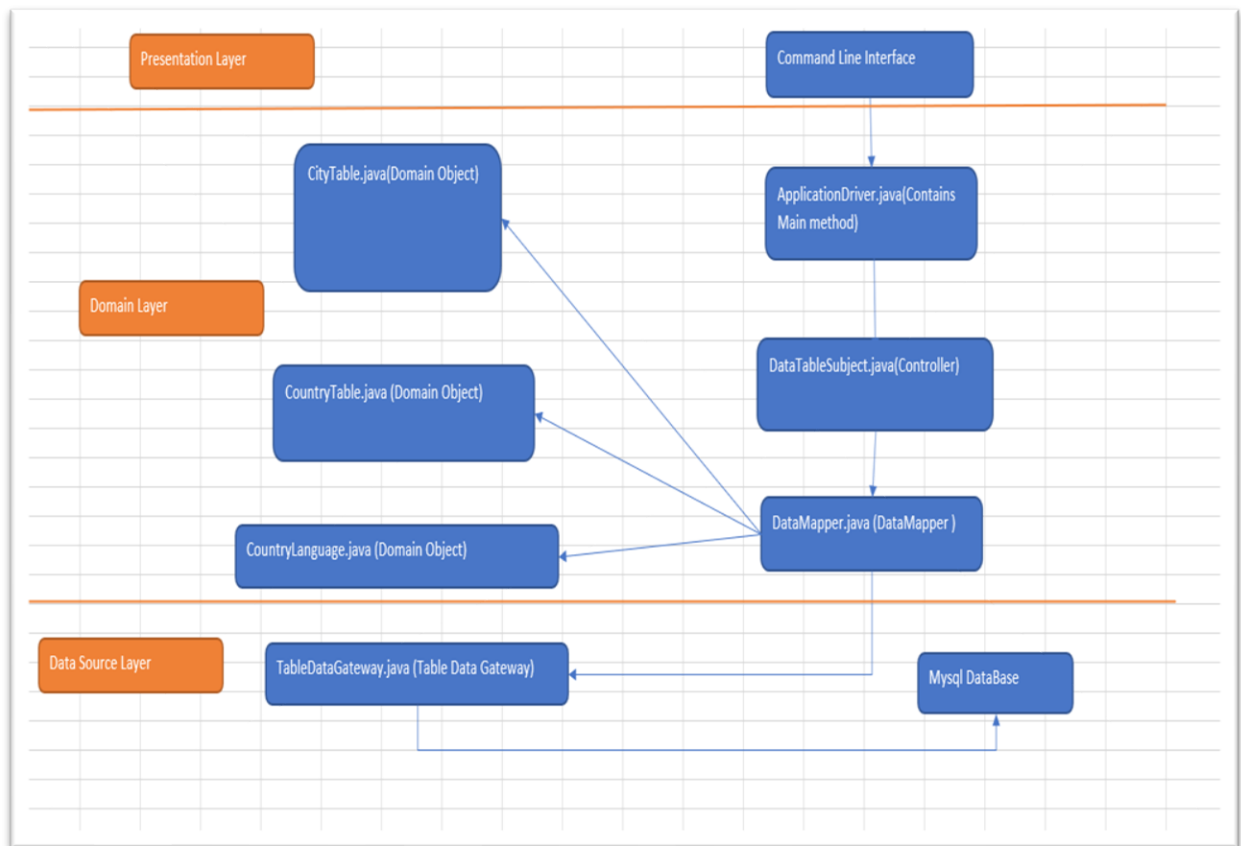 Presentation Layer
Command Line Interface
CityTable.java(Domain Object)
ApplicationDriver.java(Contains
Main method)
Domain Layer
DataTableSubject.java(Controller)
CountryTable.java (Domain Object)
DataMapper.java (DataMapper )
CountryLanguage.java (Domain Object)
Data Source Layer
TableDataGateway.java (Table Data Gateway)
Mysql DataBase